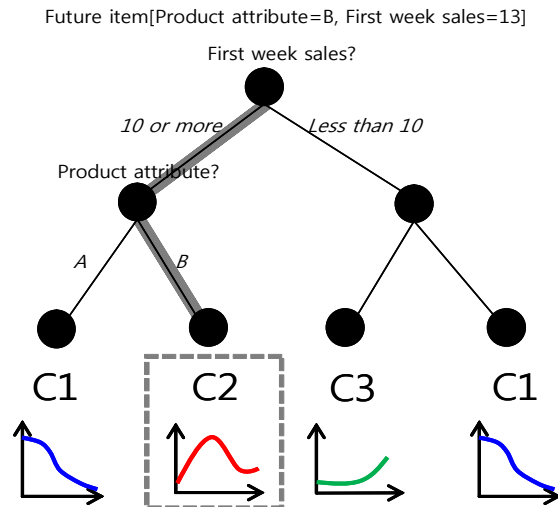 Future item[Product attribute=B, First week sales=13]
First week sales?
10 or more
Less than 10
Product attribute?
A
B
C1
C2
C3
C1